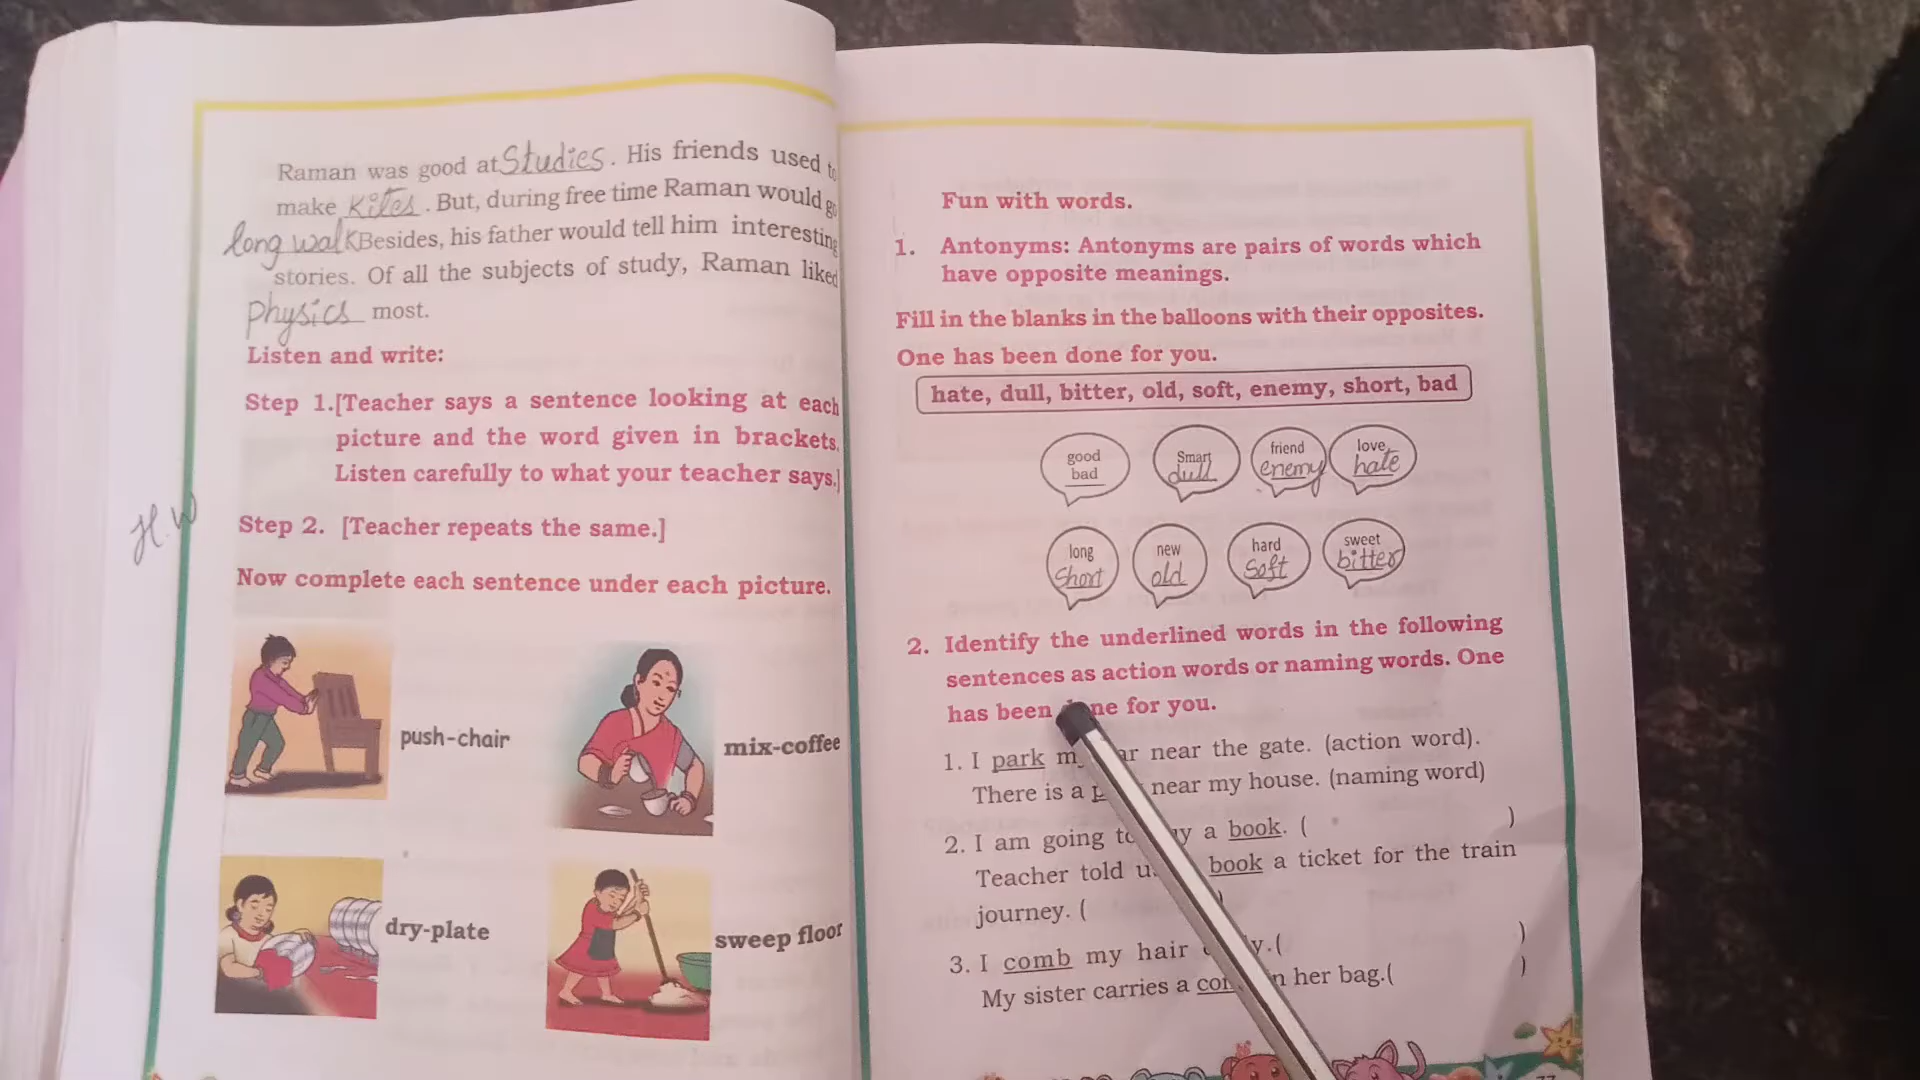 Raman was good at Studies. His friends used to
make Kites. But, during free time Raman would go
long walk Besides, his father would tell him interesting
stories. Of all the subjects of study, Raman liked
Physics most.
Listen and write:
Step 1.[Teacher says a sentence looking at each
picture and the word given in brackets.
Listen carefully to what your teacher says.]
H.W
Step 2. [Teacher repeats the same.]
Now complete each sentence under each picture.
push-chair
mix-coffee
dry-plate
sweep floor
Fun with words.
1. Antonyms: Antonyms are pairs of words which
have opposite meanings.
Fill in the blanks in the balloons with their opposites.
One has been done for you.
hate, dull, bitter, old, soft, enemy, short, bad
good
bad
Smart
dull
friend
enemy
love
hate
long
Short
new
old
hard
Soft
sweet
bitter
2. Identify the underlined words in the following
sentences as action words or naming words. One
has been for you.
1. I park near the gate. (action word).
There is a near my house. (naming word)
2. I am going a book. ( )
Teacher told book a ticket for the train
journey. ( )
3. I comb my hair ( )
My sister carries a her bag.( )